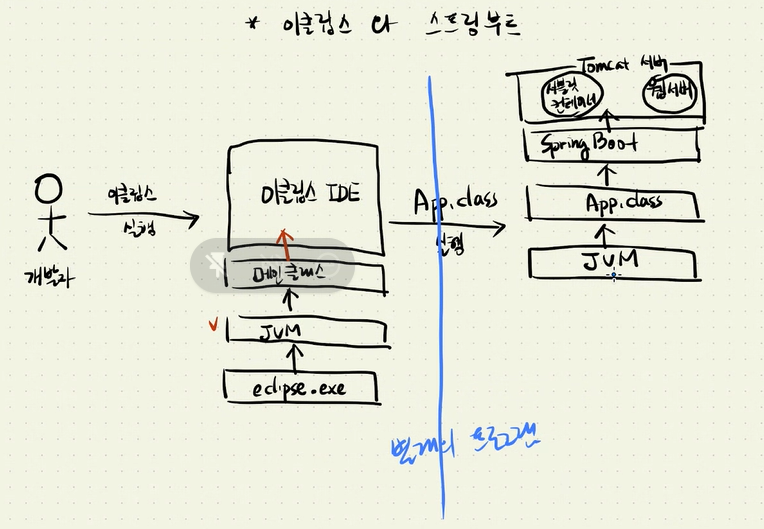 * 이클립스 다 스프링부트
Tomcat 서버
서블릿
컨테이너
웹서버
SpringBoot
App.class
JVM
개발자
이클립스
실행
이클립스 IDE
메인클래스
JVM
eclipse.exe
App.class
실행
별개의 프로그램